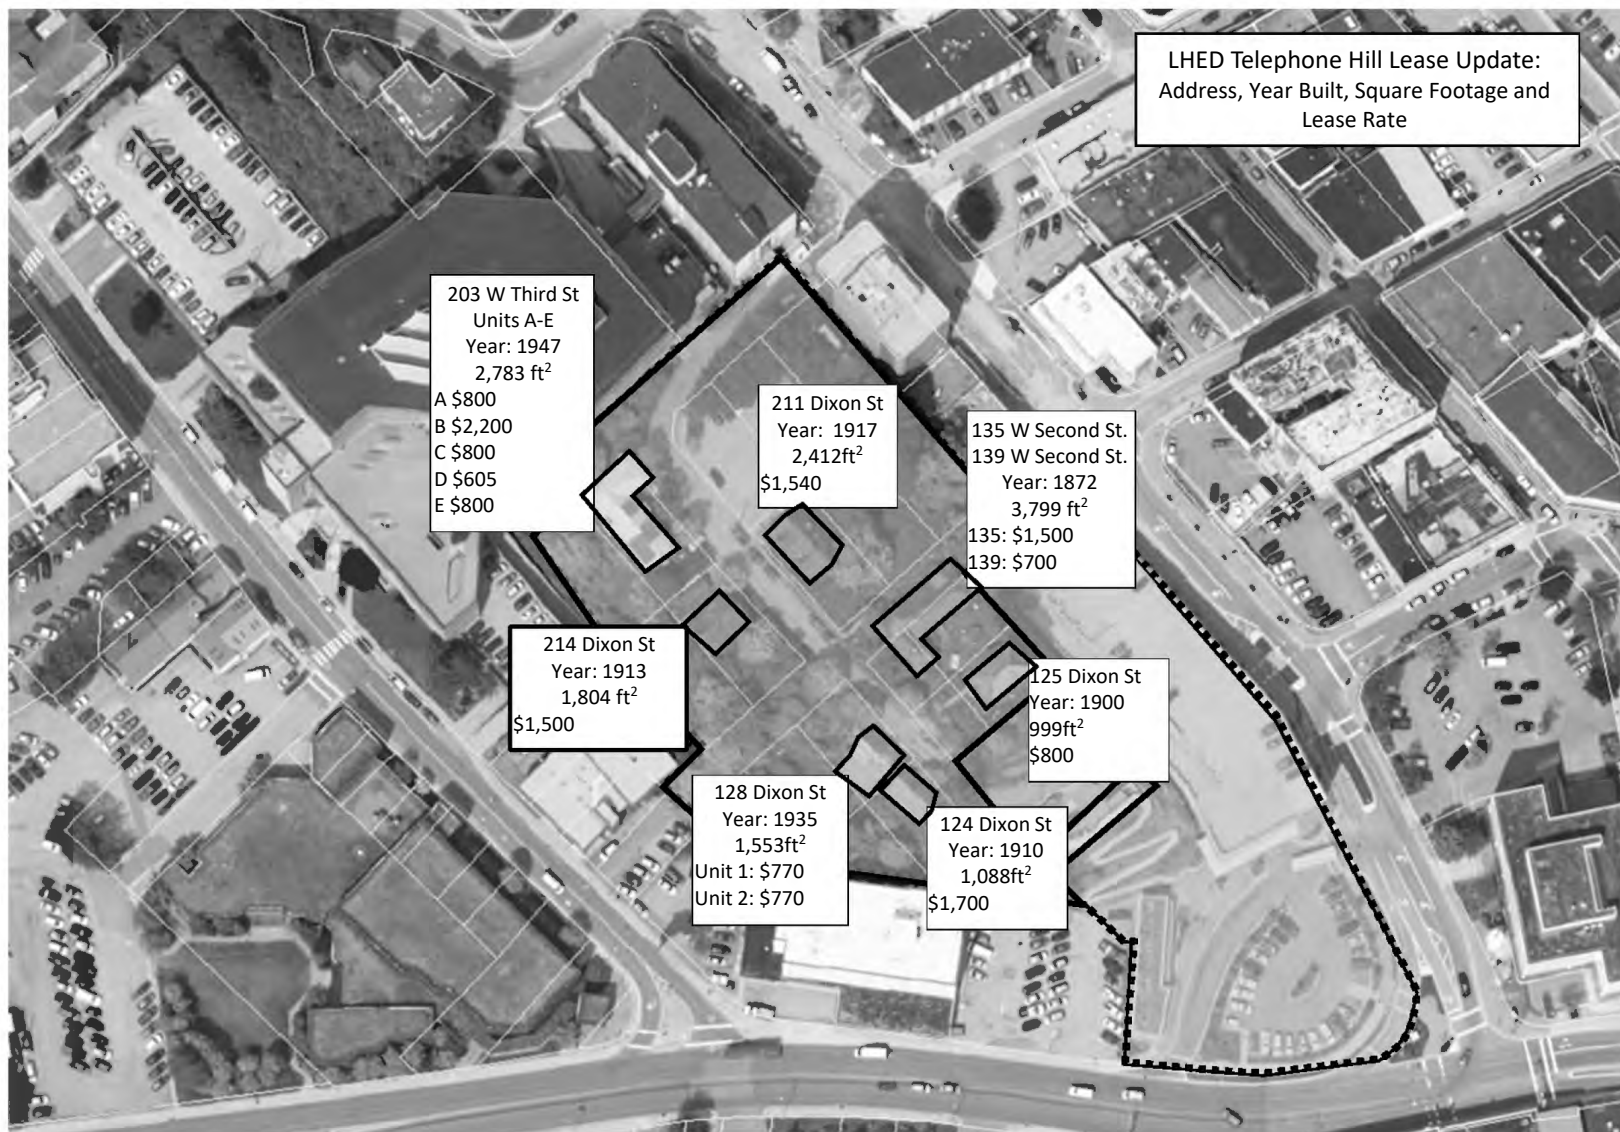 LHED Telephone Hill Lease Update:
Address, Year Built, Square Footage and
Lease Rate
203 W Third St
Units A-E
Year: 1947
2,783 ft²
A $800
B $2,200
C $800
D $605
E $800
211 Dixon St
Year: 1917
2,412ft²
$1,540
135 W Second St.
139 W Second St.
Year: 1872
3,799 ft²
135: $1,500
139: $700
214 Dixon St
Year: 1913
1,804 ft²
$1,500
125 Dixon St
Year: 1900
999ft²
$800
128 Dixon St
Year: 1935
1,553ft²
Unit 1: $770
Unit 2: $770
124 Dixon St
Year: 1910
1,088ft²
$1,700